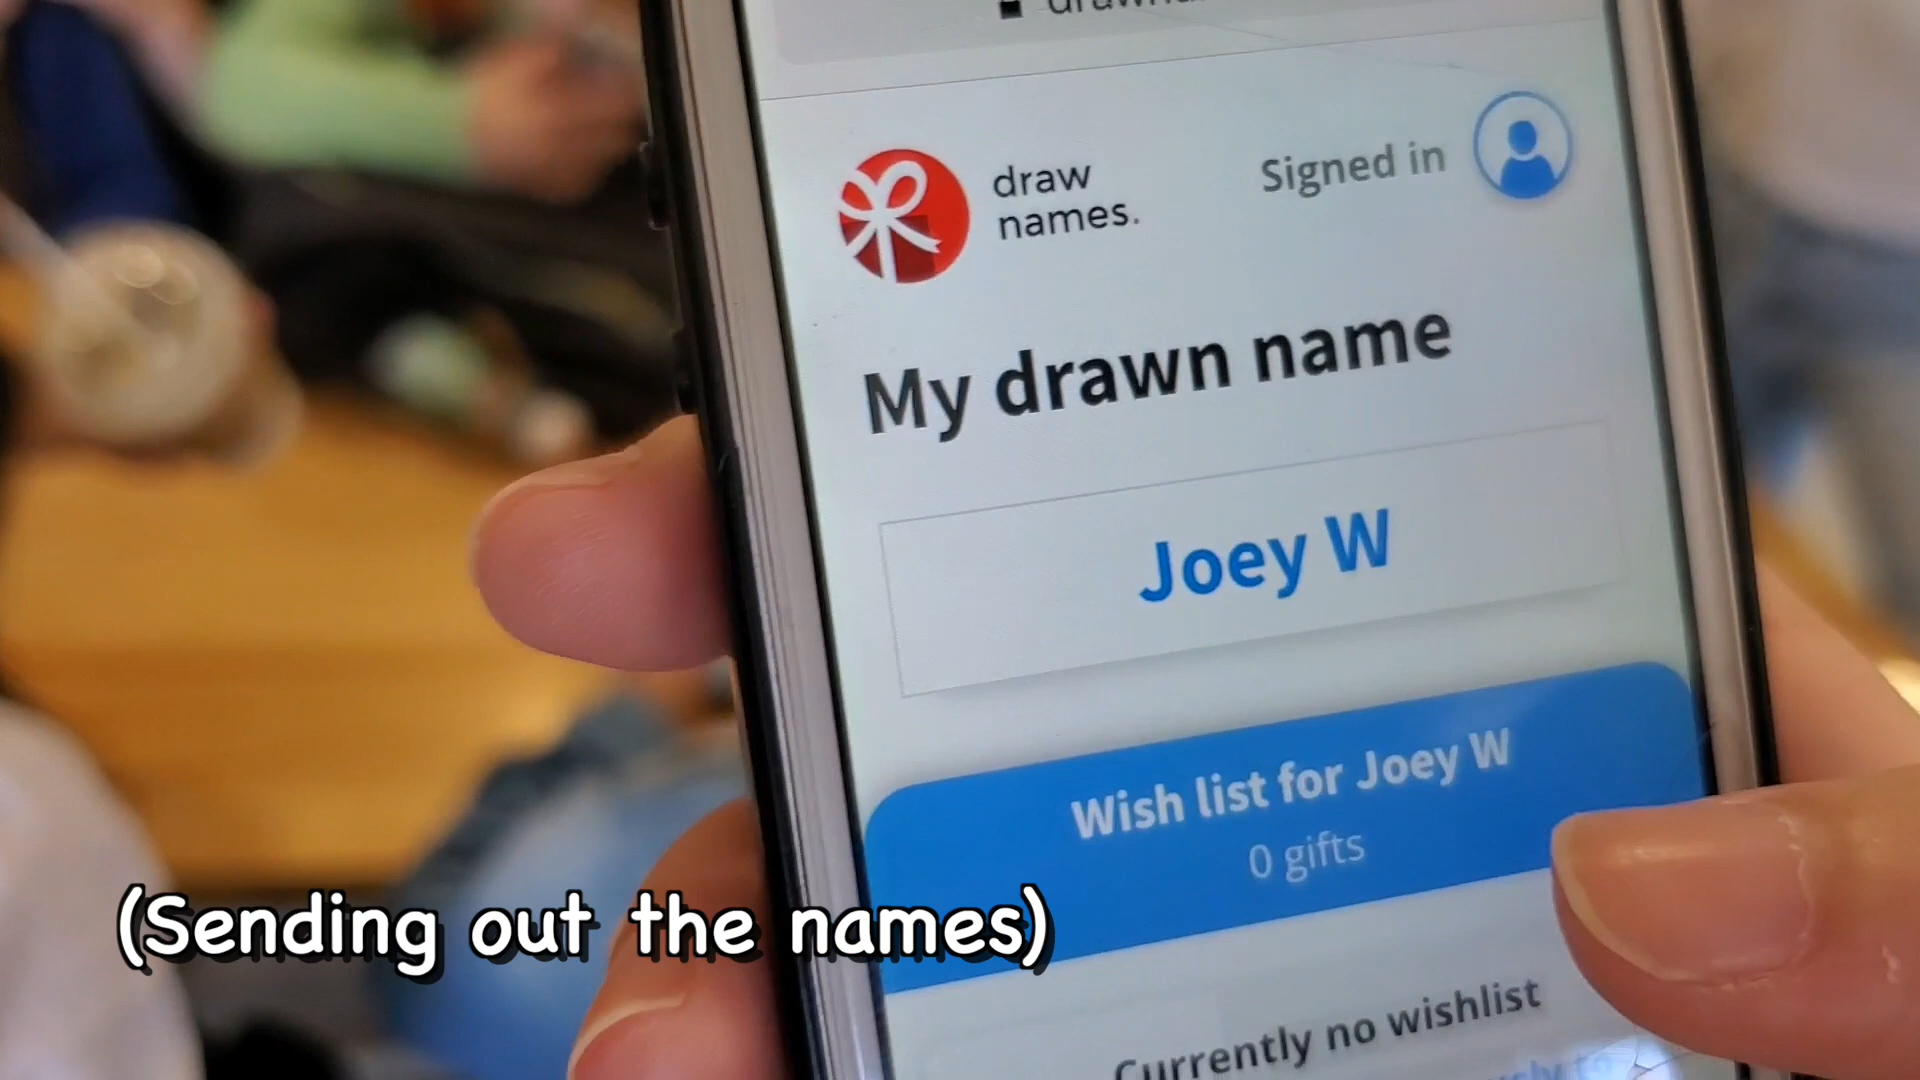 draw
names.
Signed in
My drawn name
Joey W
Wish list for Joey W
0 gifts
(Sending out the names)
Currently no wishlist